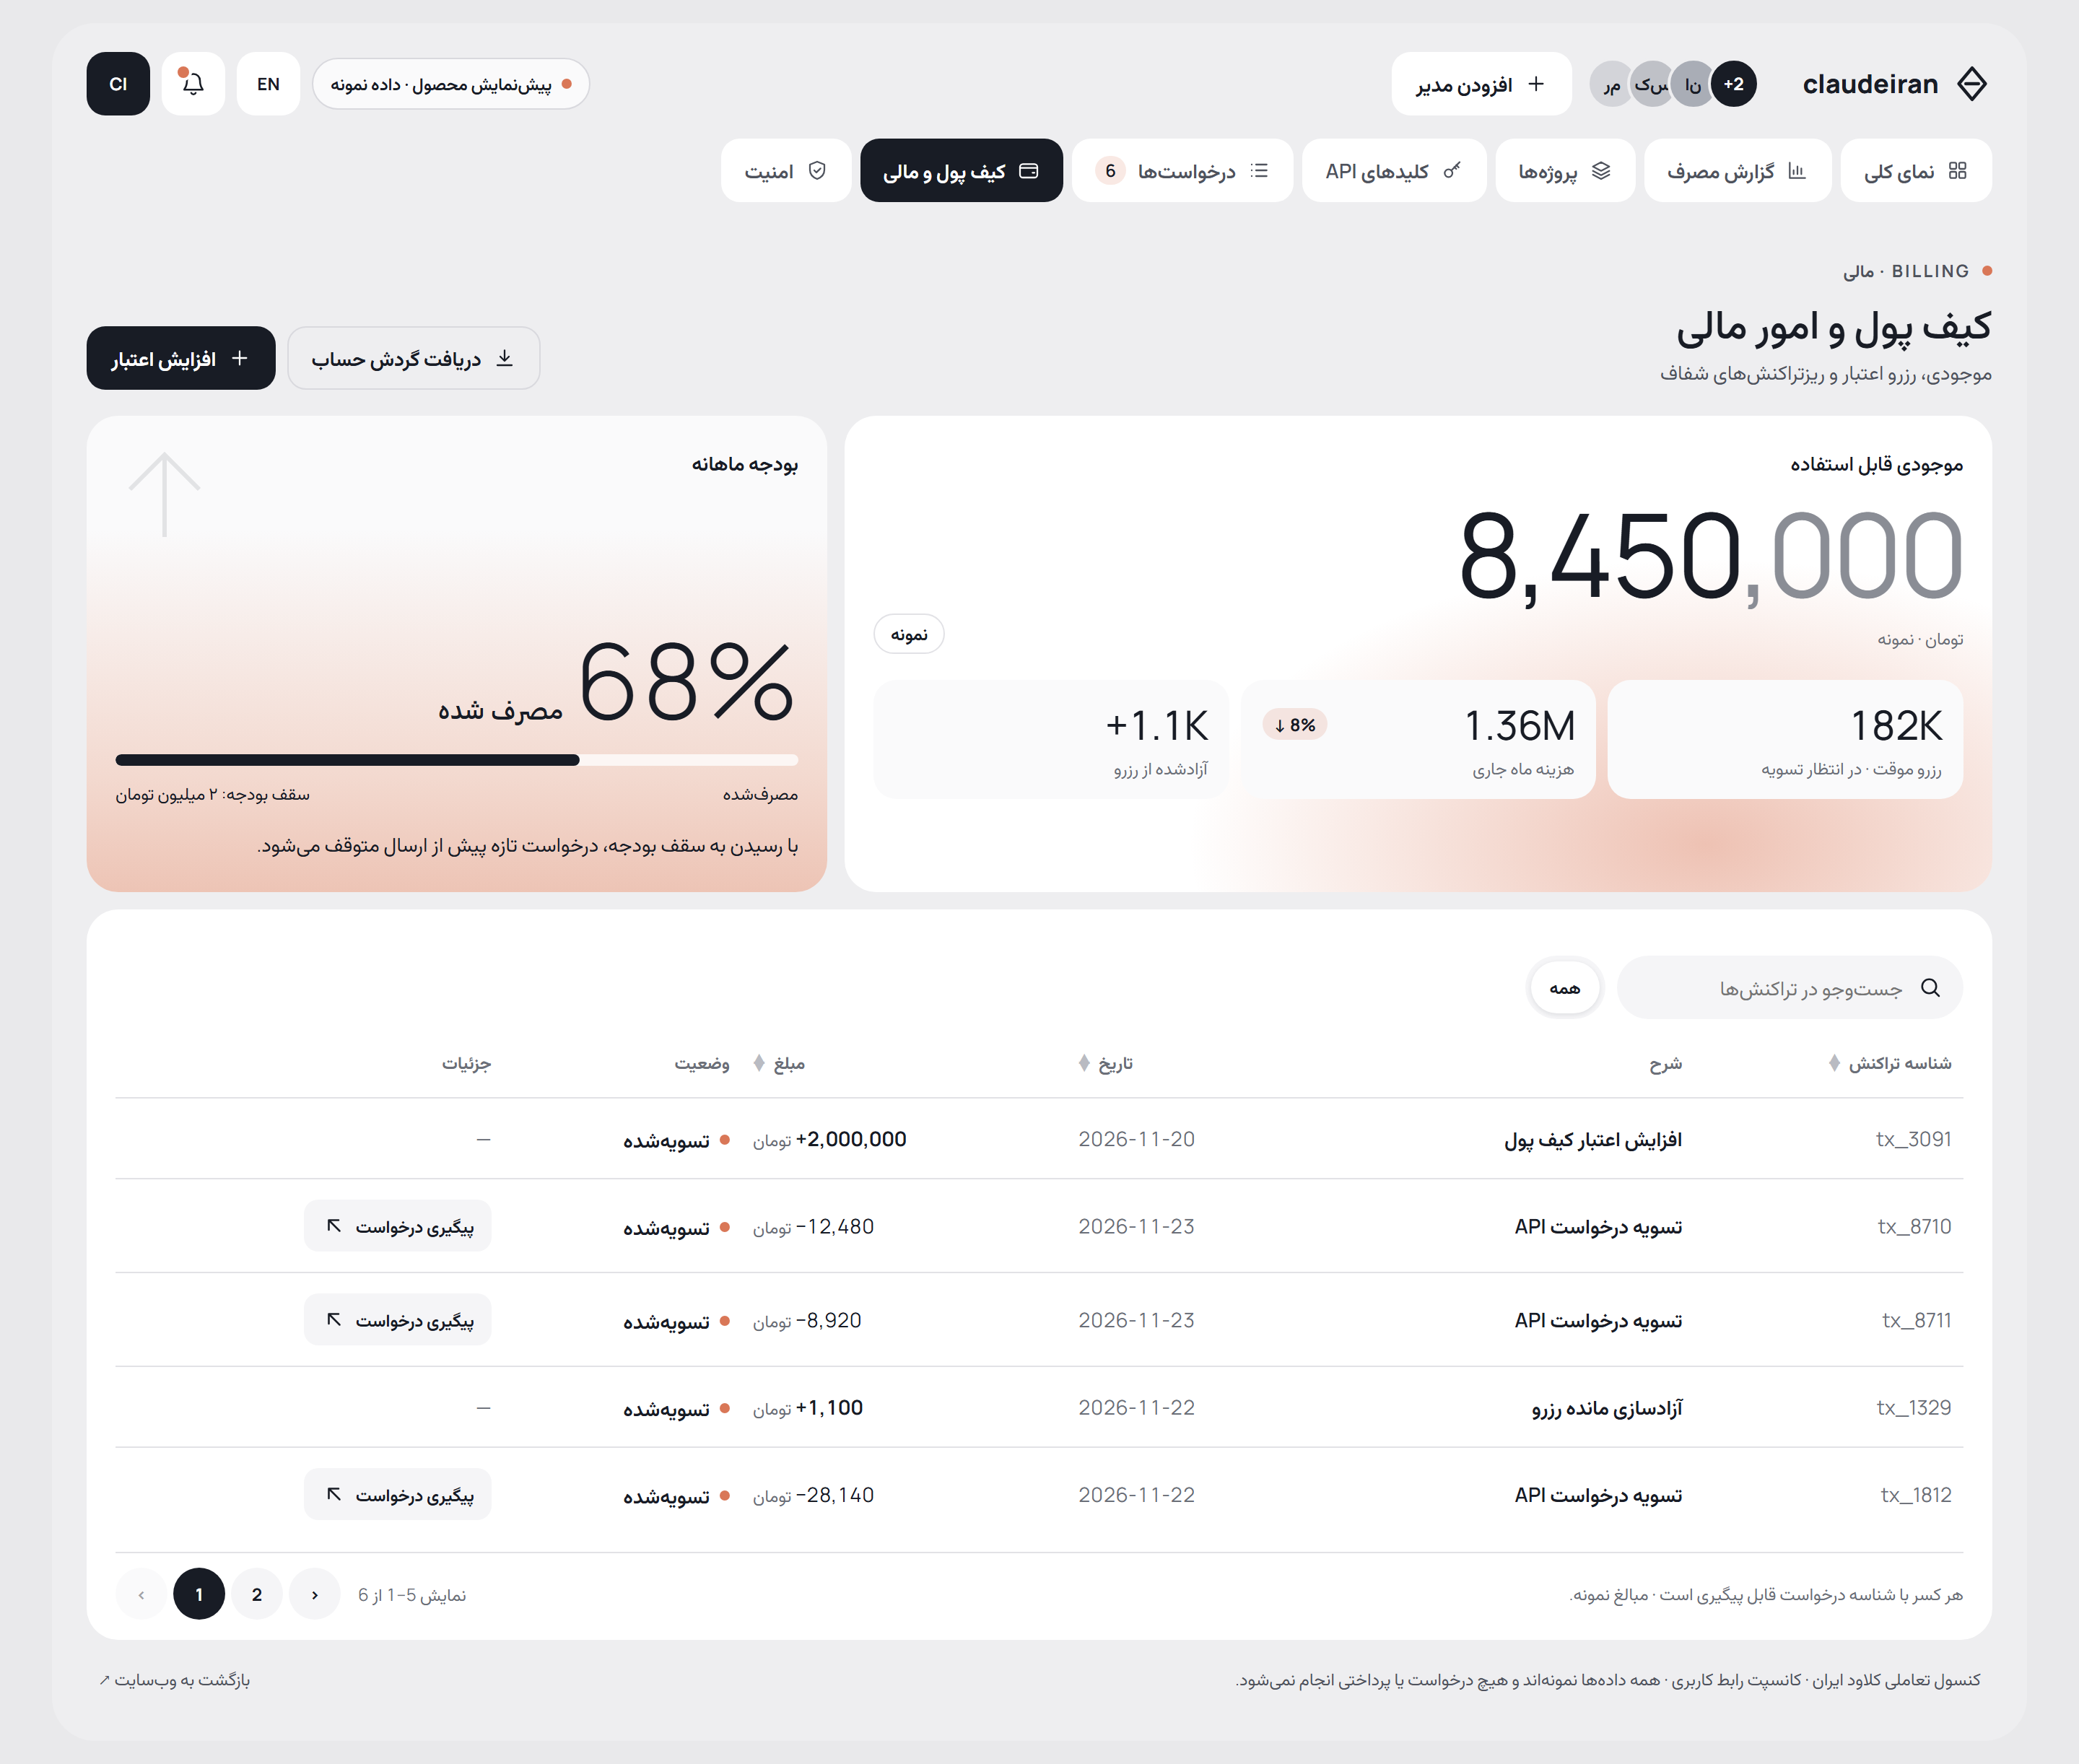 claudeiran
+2
ن‌ا
س‌ک
م‌ر
افزودن مدیر
پیش‌نمایش محصول · داده نمونه
EN
CI
نمای کلی
گزارش مصرف
پروژه‌ها
کلیدهای API
درخواست‌ها 6
کیف پول و مالی
امنیت
BILLING · مالی
کیف پول و امور مالی
موجودی، رزرو اعتبار و ریزتراکنش‌های شفاف
دریافت گردش حساب
افزایش اعتبار
موجودی قابل استفاده
8,450,000
تومان · نمونه
نمونه
182K
رزرو موقت · در انتظار تسویه
1.36M
↓ 8%
هزینه ماه جاری
+1.1K
آزادشده از رزرو
بودجه ماهانه
68% مصرف شده
مصرف‌شده
سقف بودجه: ۲ میلیون تومان
با رسیدن به سقف بودجه، درخواست تازه پیش از ارسال متوقف می‌شود.
جست‌وجو در تراکنش‌ها
همه
شناسه تراکنش شرح تاریخ مبلغ وضعیت جزئیات
tx_3091 افزایش اعتبار کیف پول 2026-11-20 +2,000,000 تومان تسویه‌شده —
tx_8710 تسویه درخواست API 2026-11-23 −12,480 تومان تسویه‌شده پیگیری درخواست
tx_8711 تسویه درخواست API 2026-11-23 −8,920 تومان تسویه‌شده پیگیری درخواست
tx_1329 آزادسازی مانده رزرو 2026-11-22 +1,100 تومان تسویه‌شده —
tx_1812 تسویه درخواست API 2026-11-22 −28,140 تومان تسویه‌شده پیگیری درخواست
هر کسر با شناسه درخواست قابل پیگیری است · مبالغ نمونه.
نمایش 1–5 از 6
› 2 1 ‹
کنسول تعاملی کلاود ایران · کانسپت رابط کاربری · همه داده‌ها نمونه‌اند و هیچ درخواست یا پرداختی انجام نمی‌شود.
بازگشت به وب‌سایت ↗